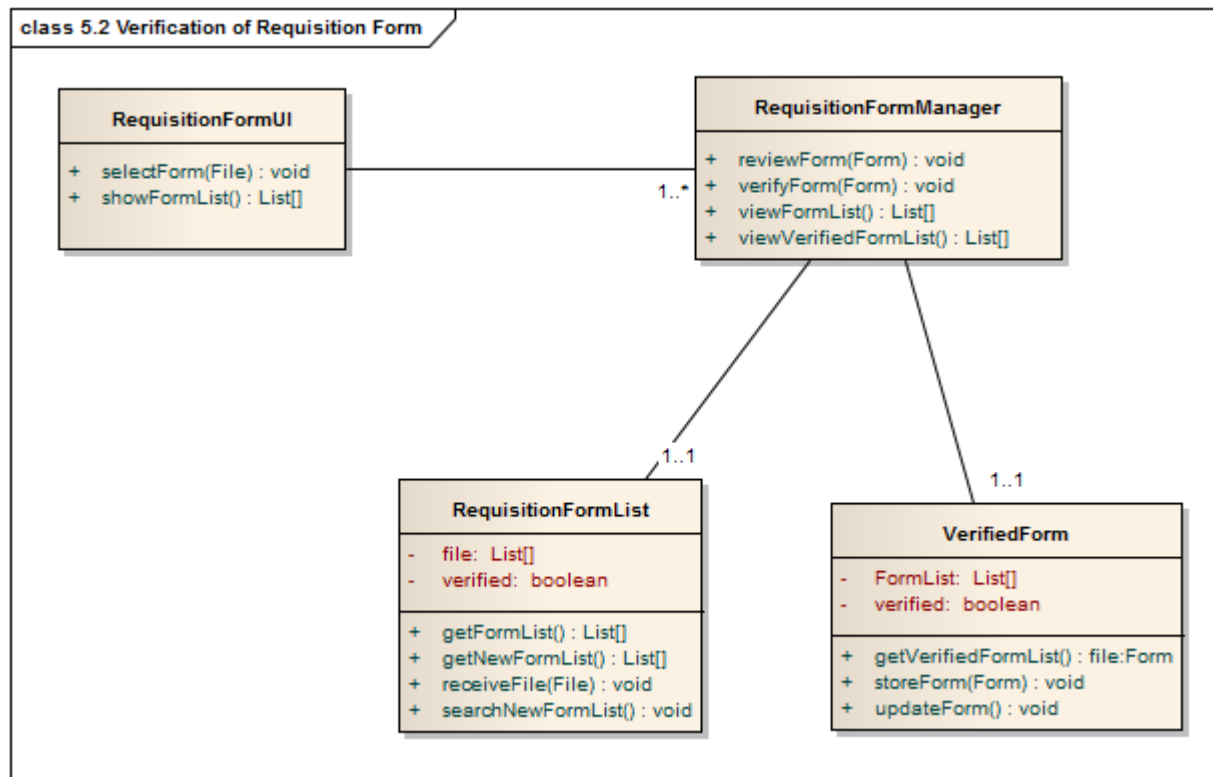 class 5.2 Verification of Requisition Form
RequisitionFormUI
+ selectForm(File) : void
+ showFormList() : List[]
RequisitionFormManager
+ reviewForm(Form) : void
+ verifyForm(Form) : void
+ viewFormList() : List[]
+ viewVerifiedFormList() : List[]
1..*
1..1
1..1
RequisitionFormList
- file: List[]
- verified: boolean
+ getFormList() : List[]
+ getNewFormList() : List[]
+ receiveFile(File) : void
+ searchNewFormList() : void
VerifiedForm
- FormList: List[]
- verified: boolean
+ getVerifiedFormList() : file:Form
+ storeForm(Form) : void
+ updateForm() : void